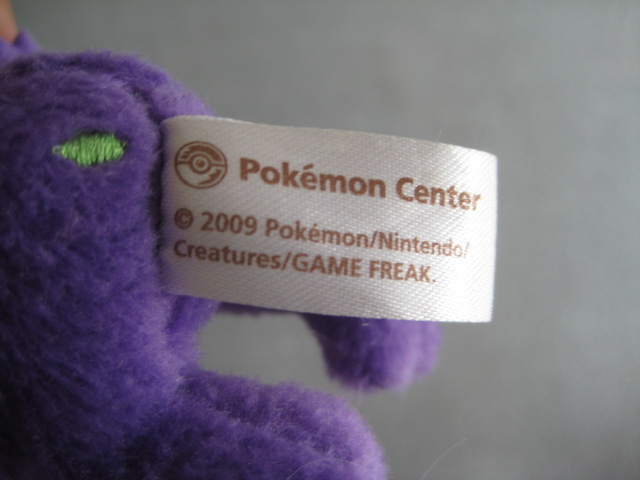 Pokémon Center
© 2009 Pokémon/Nintendo/
Creatures/GAME FREAK.